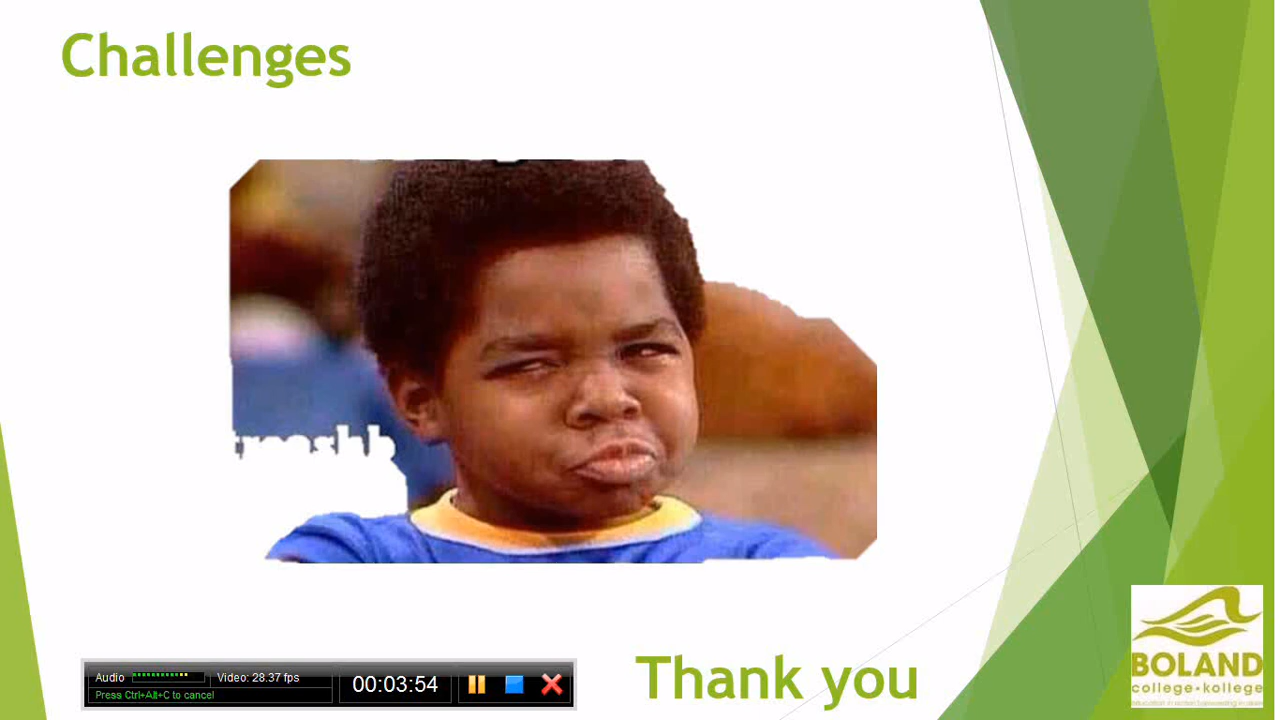 Challenges
Audio
Video: 28.37 fps
00:03:54
Press Ctrl+Alt+C to cancel
Thank you
BOLAND
college•kollege